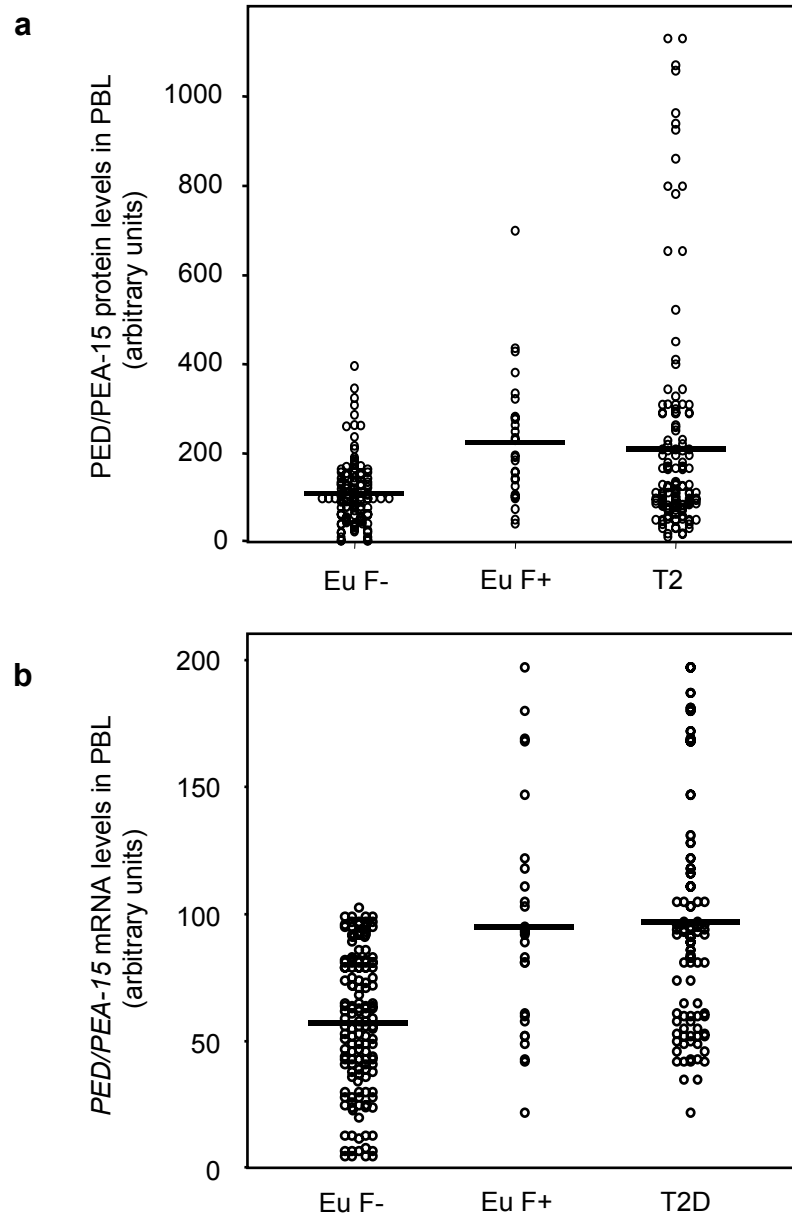 a
PED/PEA-15 protein levels in PBL
(arbitrary units)
1000
800
600
400
200
0
Eu F- Eu F+ T2
b
PED/PEA-15 mRNA levels in PBL
(arbitrary units)
200
150
100
50
0
Eu F- Eu F+ T2D